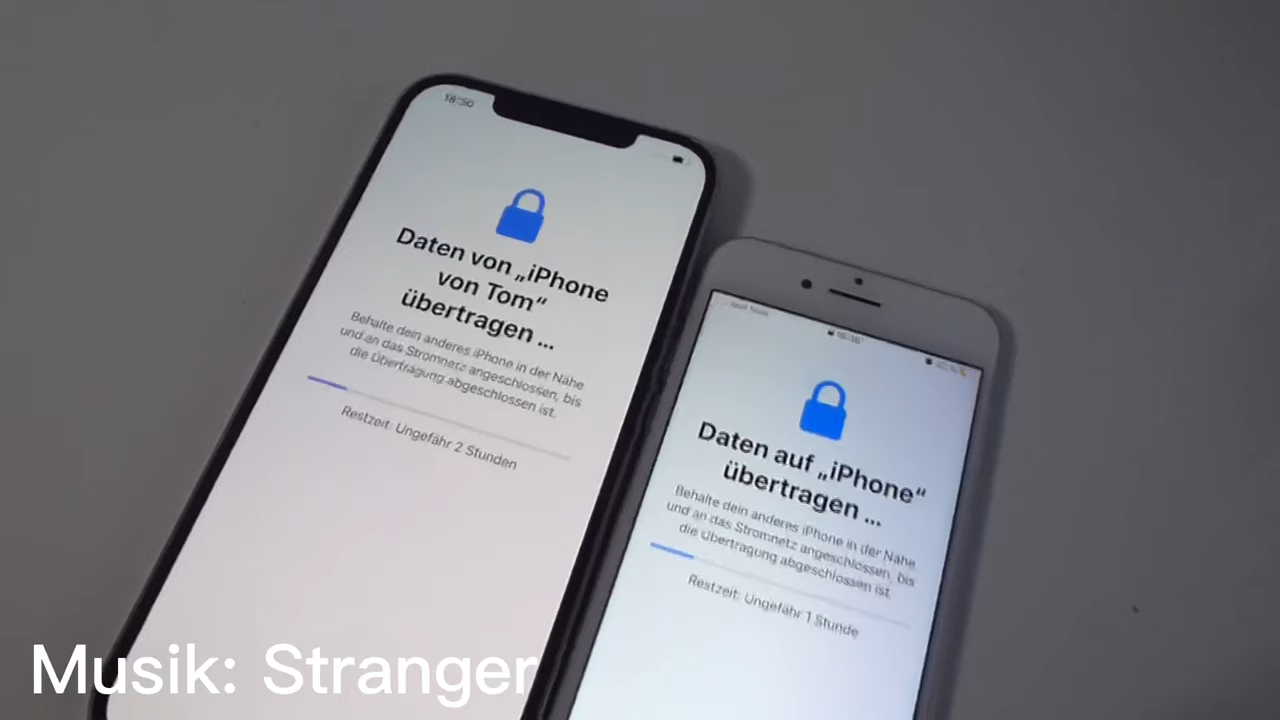 18:50
Daten von „iPhone
von Tom“
übertragen ...
Behalte dein anderes iPhone in der Nähe
und an das Stromnetz angeschlossen, bis
die Übertragung abgeschlossen ist.
Restzeit: Ungefähr 2 Stunden
Daten auf „iPhone“
übertragen ...
Behalte dein anderes iPhone in der Nähe
und an das Stromnetz angeschlossen, bis
die Übertragung abgeschlossen ist.
Restzeit: Ungefähr 1 Stunde
Musik: Stranger